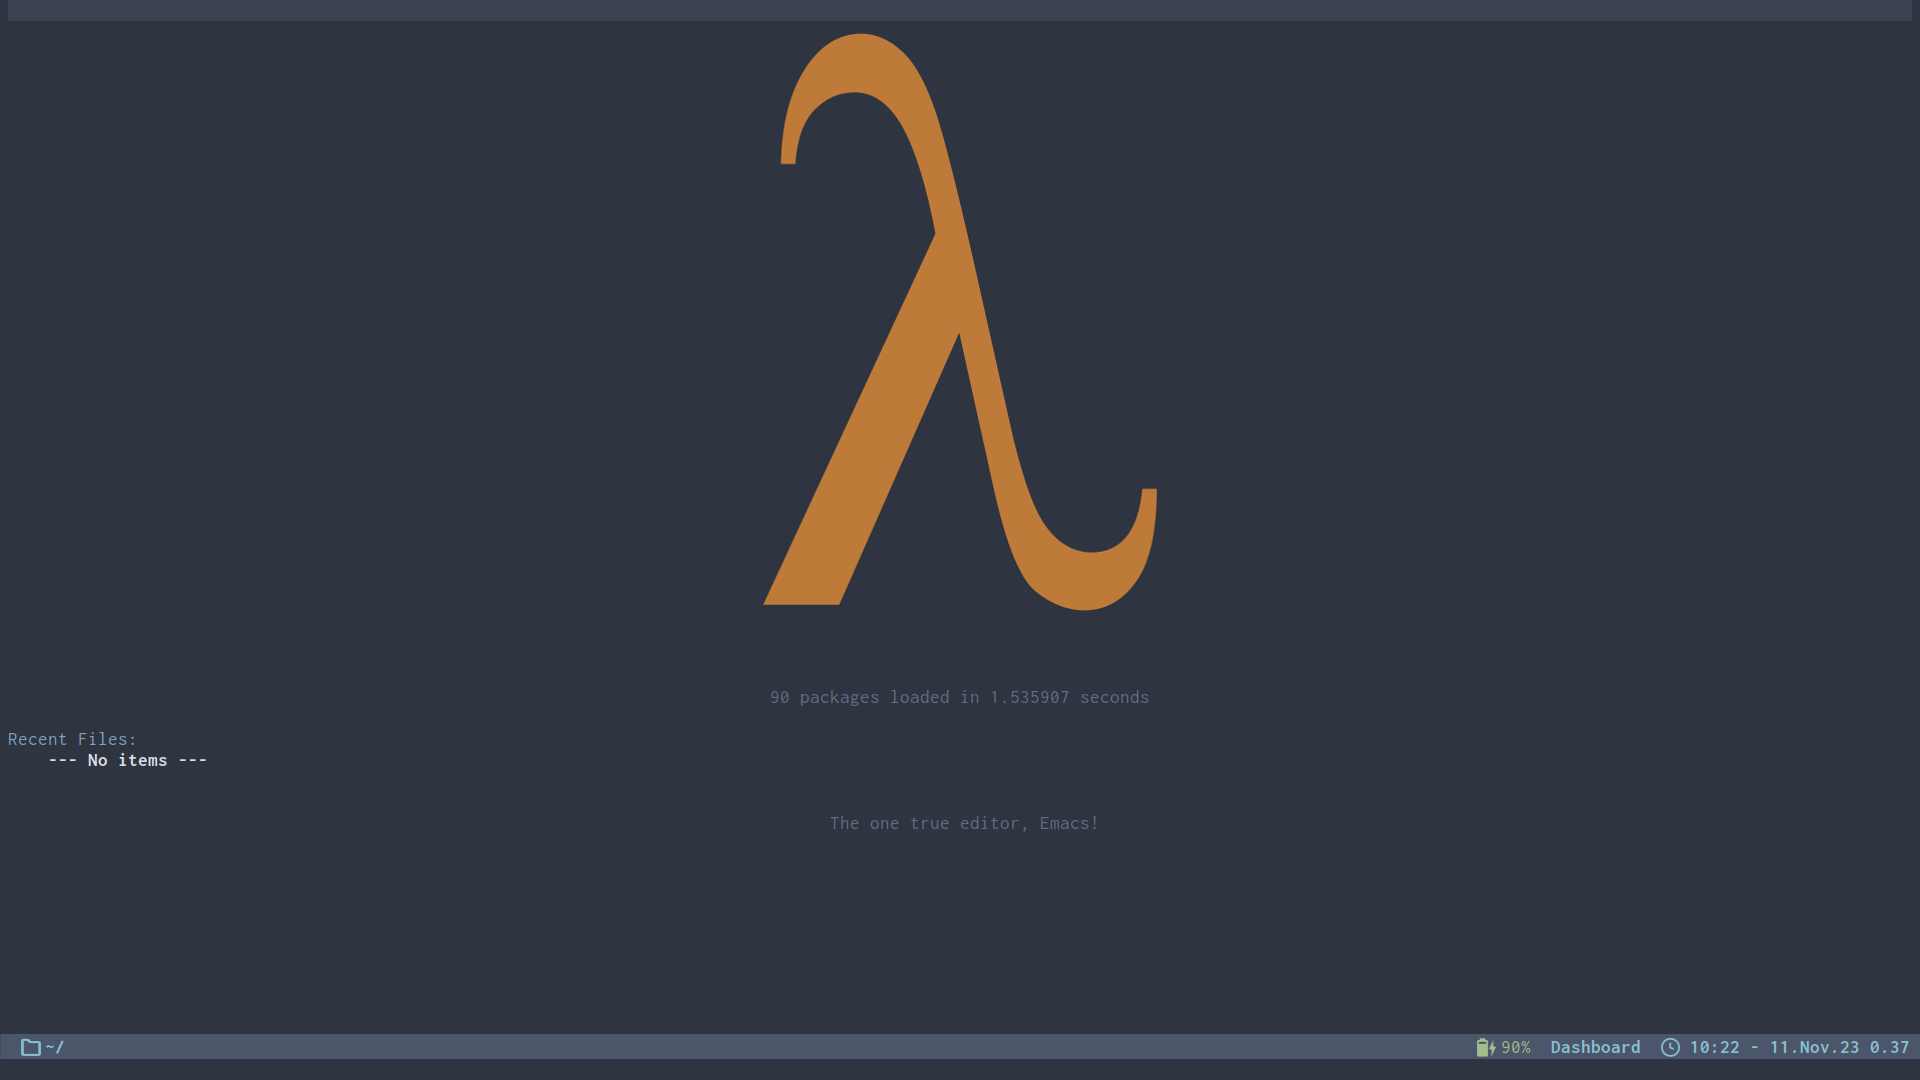 λ
90 packages loaded in 1.535907 seconds
Recent Files:
--- No items ---
The one true editor, Emacs!
~/ 90% Dashboard 10:22 - 11.Nov.23 0.37